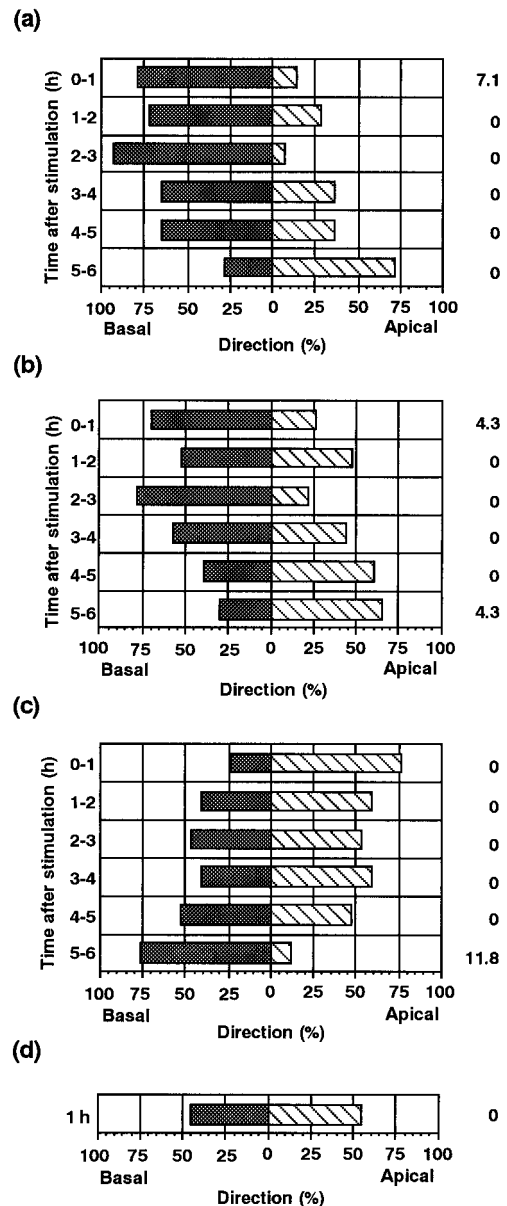 (a)
Time after stimulation (h)
0-1 7.1
1-2 0
2-3 0
3-4 0
4-5 0
5-6 0
100 75 50 25 0 25 50 75 100
Basal Apical
Direction (%)
(b)
Time after stimulation (h)
0-1 4.3
1-2 0
2-3 0
3-4 0
4-5 0
5-6 4.3
100 75 50 25 0 25 50 75 100
Basal Apical
Direction (%)
(c)
Time after stimulation (h)
0-1 0
1-2 0
2-3 0
3-4 0
4-5 0
5-6 11.8
100 75 50 25 0 25 50 75 100
Basal Apical
Direction (%)
(d)
1 h 0
100 75 50 25 0 25 50 75 100
Basal Apical
Direction (%)